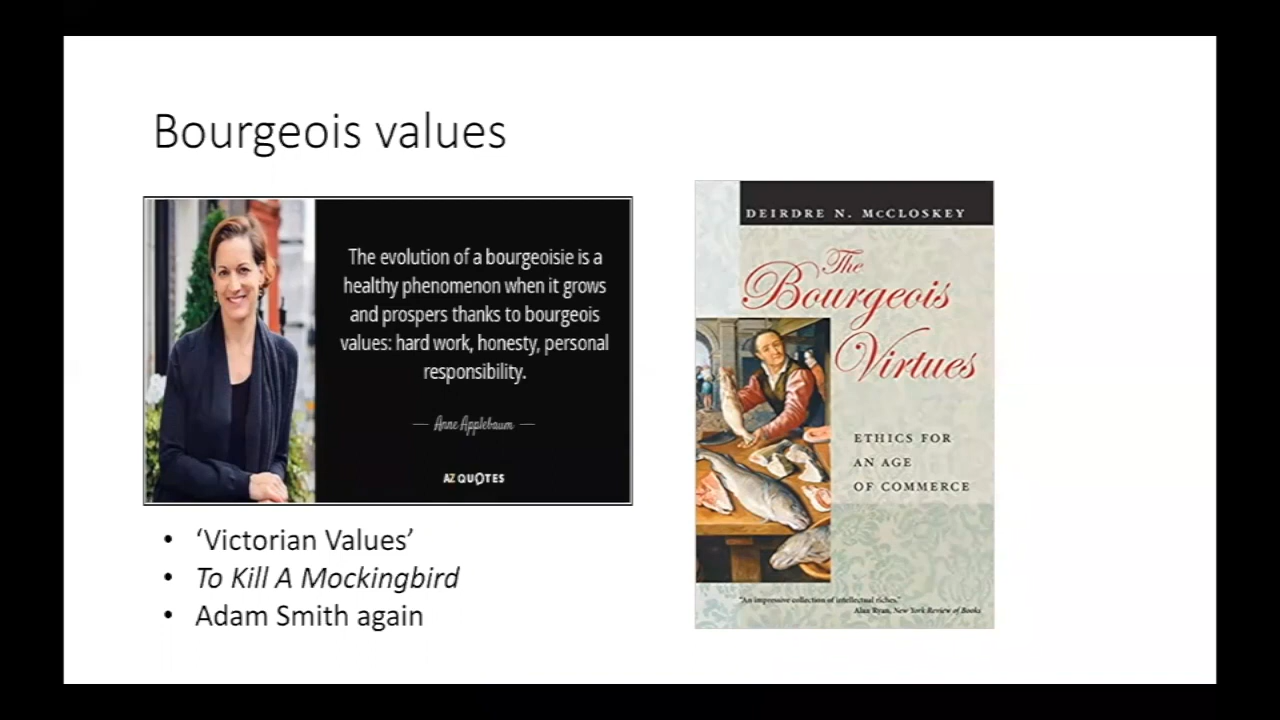 Bourgeois values
The evolution of a bourgeoisie is a
healthy phenomenon when it grows
and prospers thanks to bourgeois
values: hard work, honesty, personal
responsibility.
— Anne Applebaum —
AZ QUOTES
• ‘Victorian Values’
• To Kill A Mockingbird
• Adam Smith again
DEIRDRE N. McCLOSKEY
The
Bourgeois
Virtues
ETHICS FOR
AN AGE
OF COMMERCE
"An impressive collection of intellectual riches."
Alan Ryan, New York Review of Books